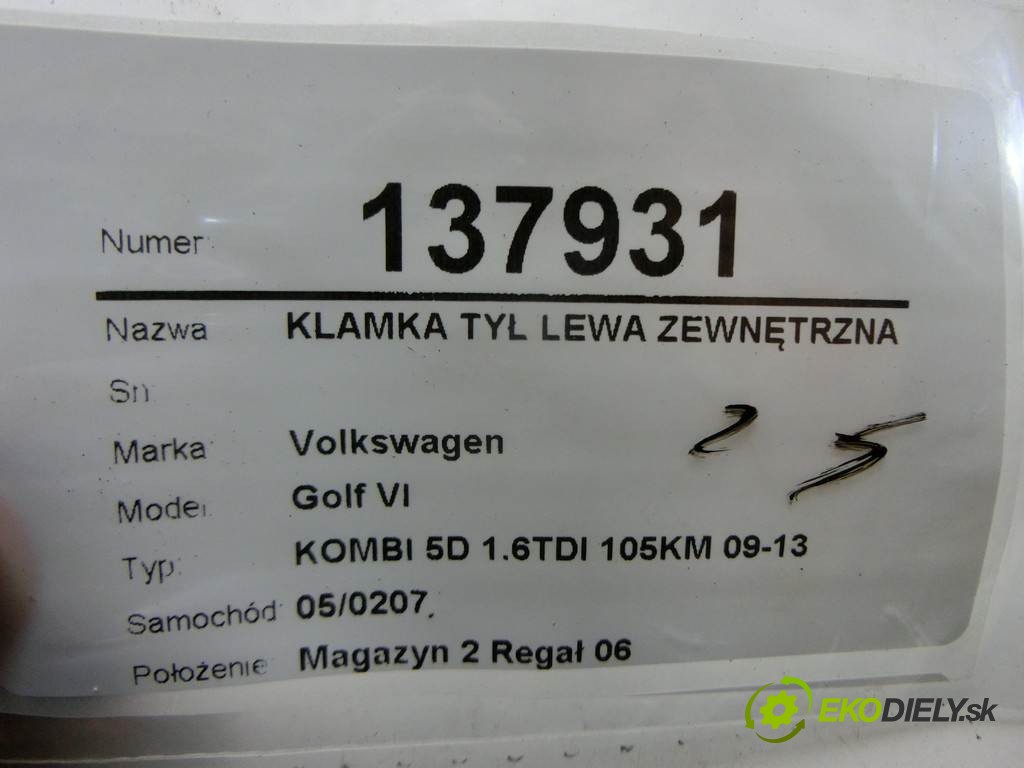 Numer: 137931
Nazwa KLAMKA TYŁ LEWA ZEWNĘTRZNA
Sn
Marka Volkswagen
Model Golf VI
Typ: KOMBI 5D 1.6TDI 105KM 09-13
Samochód: 05/0207
Położenie Magazyn 2 Regał 06
2 5
EKODIELY.sk